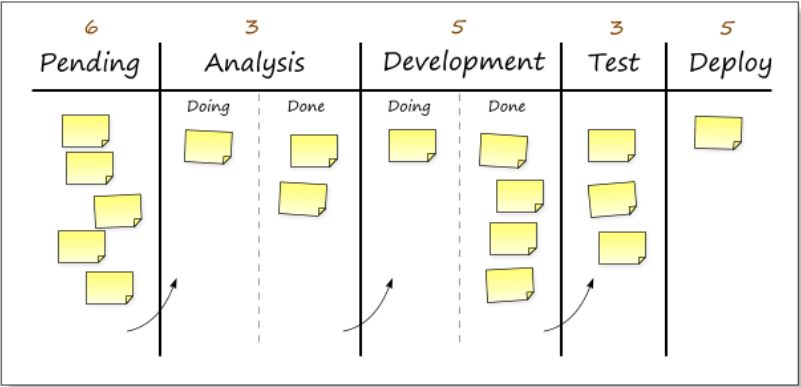 6 3 5 3 5
Pending Analysis Development Test Deploy
Doing Done Doing Done